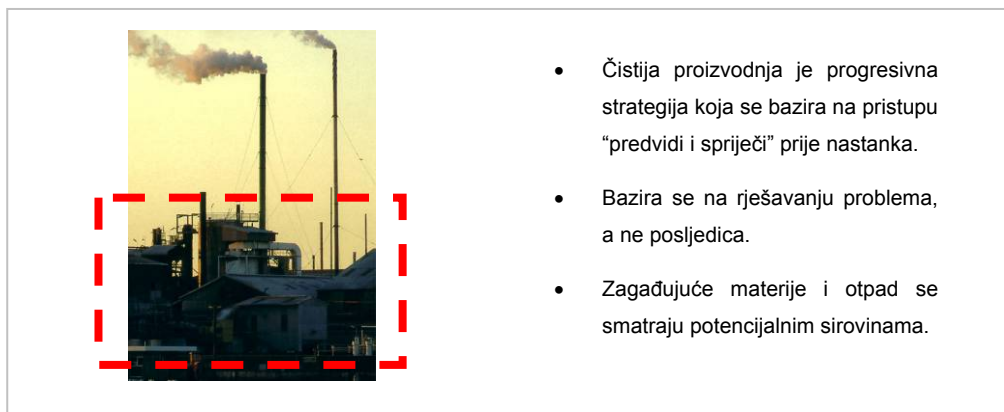 • Čistija proizvodnja je progresivna
strategija koja se bazira na pristupu
“predvidi i spriječi” prije nastanka.
• Bazira se na rješavanju problema,
a ne posljedica.
• Zagađujuće materije i otpad se
smatraju potencijalnim sirovinama.